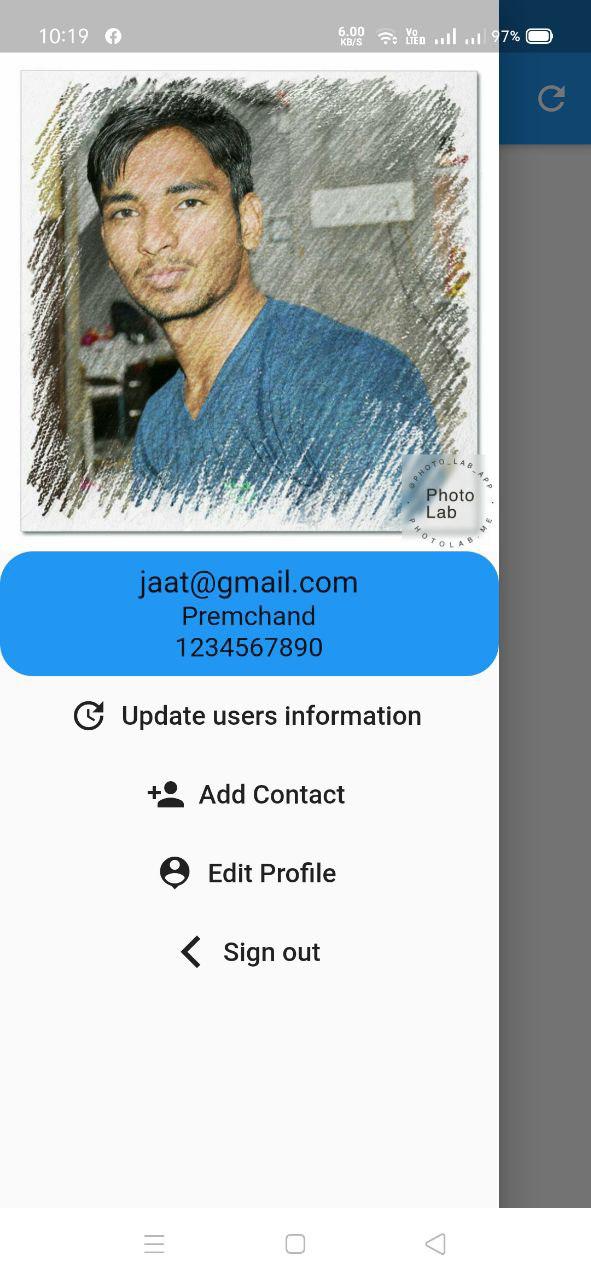 10:19
6.00
KB/S
Vo
LTE
97%
@PHOTO_LAB_APP
Photo
Lab
PHOTOLAB.ME
jaat@gmail.com
Premchand
1234567890
Update users information
Add Contact
Edit Profile
Sign out